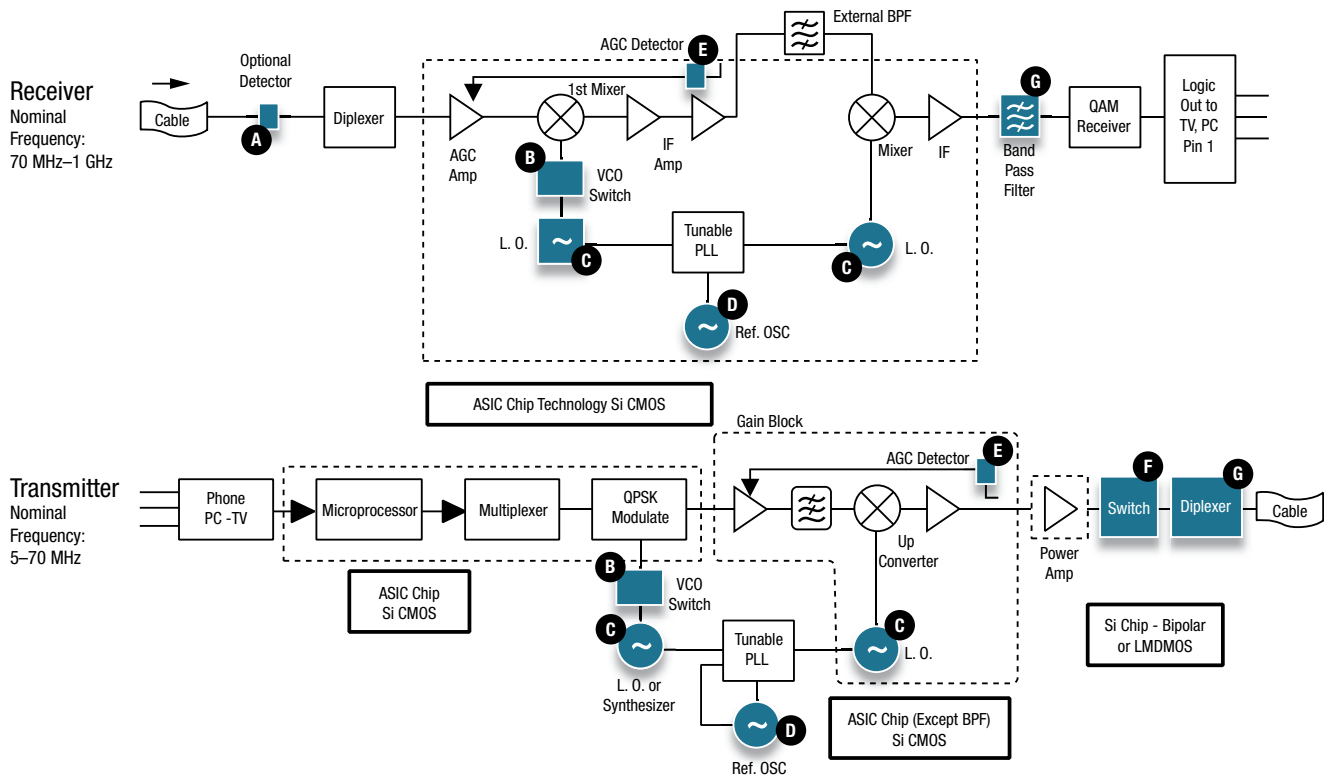 Receiver
Nominal
Frequency:
70 MHz–1 GHz
Cable
Optional
Detector
A
Diplexer
AGC
Amp
1st Mixer
AGC Detector
E
IF
Amp
External BPF
B
VCO
Switch
L. O.
~
C
Tunable
PLL
D
~
Ref. OSC
Mixer
~
C
L. O.
IF
G
Band
Pass
Filter
QAM
Receiver
Logic
Out to
TV, PC
Pin 1
ASIC Chip Technology Si CMOS
Transmitter
Nominal
Frequency:
5–70 MHz
Phone
PC -TV
Microprocessor
Multiplexer
QPSK
Modulate
ASIC Chip
Si CMOS
B
VCO
Switch
C
~
L. O. or
Synthesizer
Tunable
PLL
~
D
Ref. OSC
Gain Block
AGC Detector
E
Up
Converter
C
~
L. O.
ASIC Chip (Except BPF)
Si CMOS
Power
Amp
F
Switch
G
Diplexer
Cable
Si Chip - Bipolar
or LMDMOS